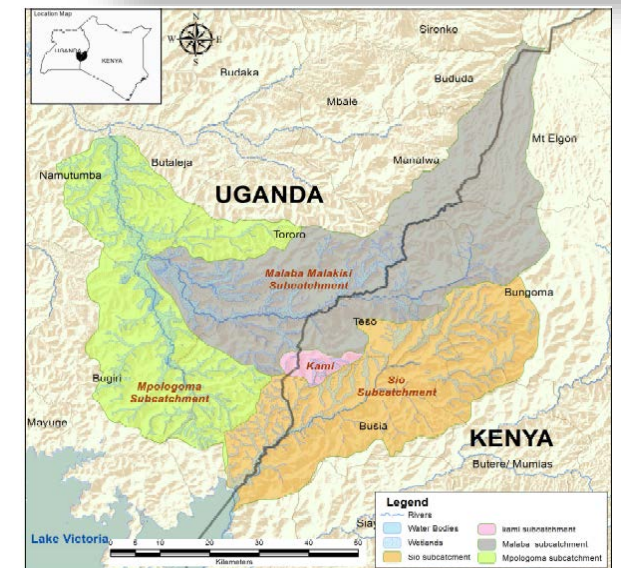 Location Map
UGANDA
KENYA
N
W E
S
Sironko
Budaka
Bududa
Mbale
Mt Elgon
Butaleja
Manafwa
Namutumba
UGANDA
Tororo
Malaba Malakisi
Subcatchment
Bungoma
Teso
Kami
Sio
Subcatchment
Bugiri
Mpologoma
Subcatchment
Mayuge
Busia
KENYA
Butere/ Mumias
Lake Victoria
0 5 10 20 30 40 50
Kilometers
Legend
Rivers
Water Bodies
Wetlands
Sio subcatcment
kami subcatchment
Malaba subcatchment
Mpologoma subcatchment